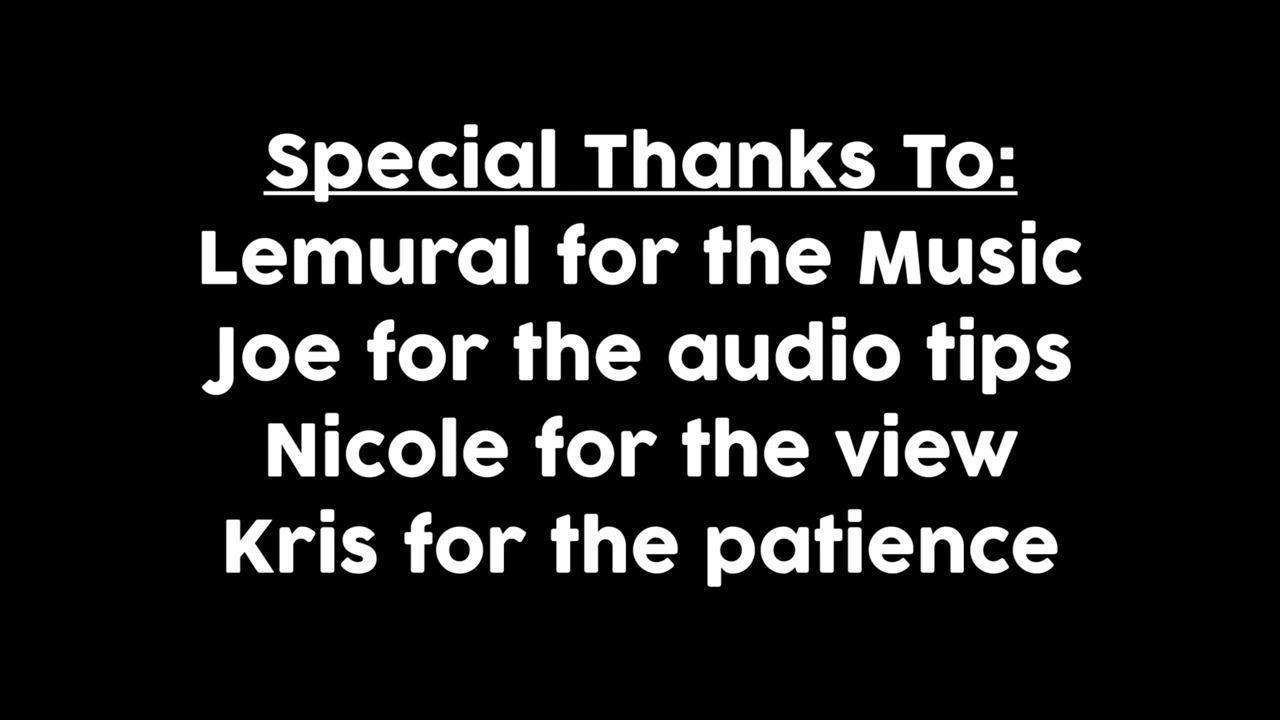 Special Thanks To:
Lemural for the Music
Joe for the audio tips
Nicole for the view
Kris for the patience